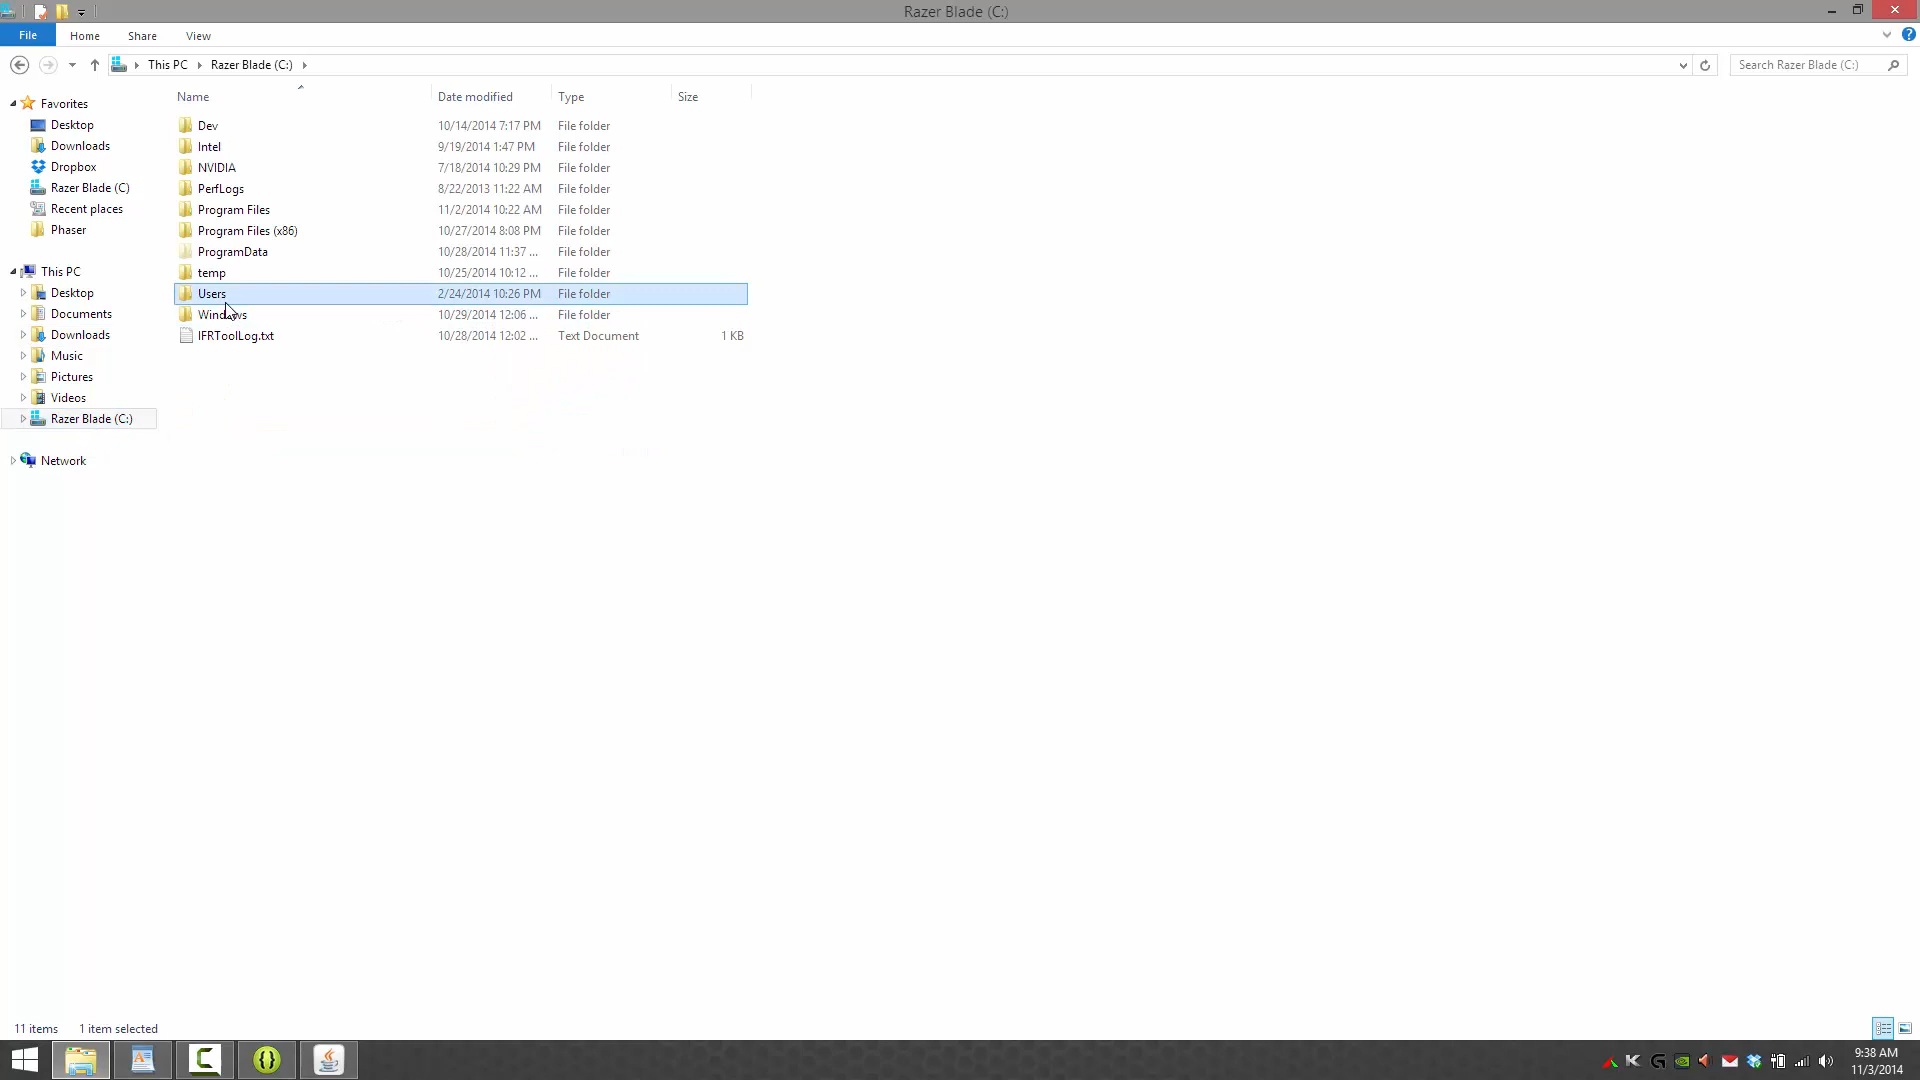 Razer Blade (C:)
File Home Share View
This PC Razer Blade (C:)
Search Razer Blade (C:)
Name Date modified Type Size
Favorites
Desktop
Downloads
Dropbox
Razer Blade (C)
Recent places
Phaser
This PC
Desktop
Documents
Downloads
Music
Pictures
Videos
Razer Blade (C:)
Network
Dev 10/14/2014 7:17 PM File folder
Intel 9/19/2014 1:47 PM File folder
NVIDIA 7/18/2014 10:29 PM File folder
PerfLogs 8/22/2013 11:22 AM File folder
Program Files 11/2/2014 10:22 AM File folder
Program Files (x86) 10/27/2014 8:08 PM File folder
ProgramData 10/28/2014 11:37 ... File folder
temp 10/25/2014 10:12 ... File folder
Users 2/24/2014 10:26 PM File folder
Windows 10/29/2014 12:06 ... File folder
IFRToolLog.txt 10/28/2014 12:02 ... Text Document 1 KB
11 items 1 item selected
9:38 AM
11/3/2014